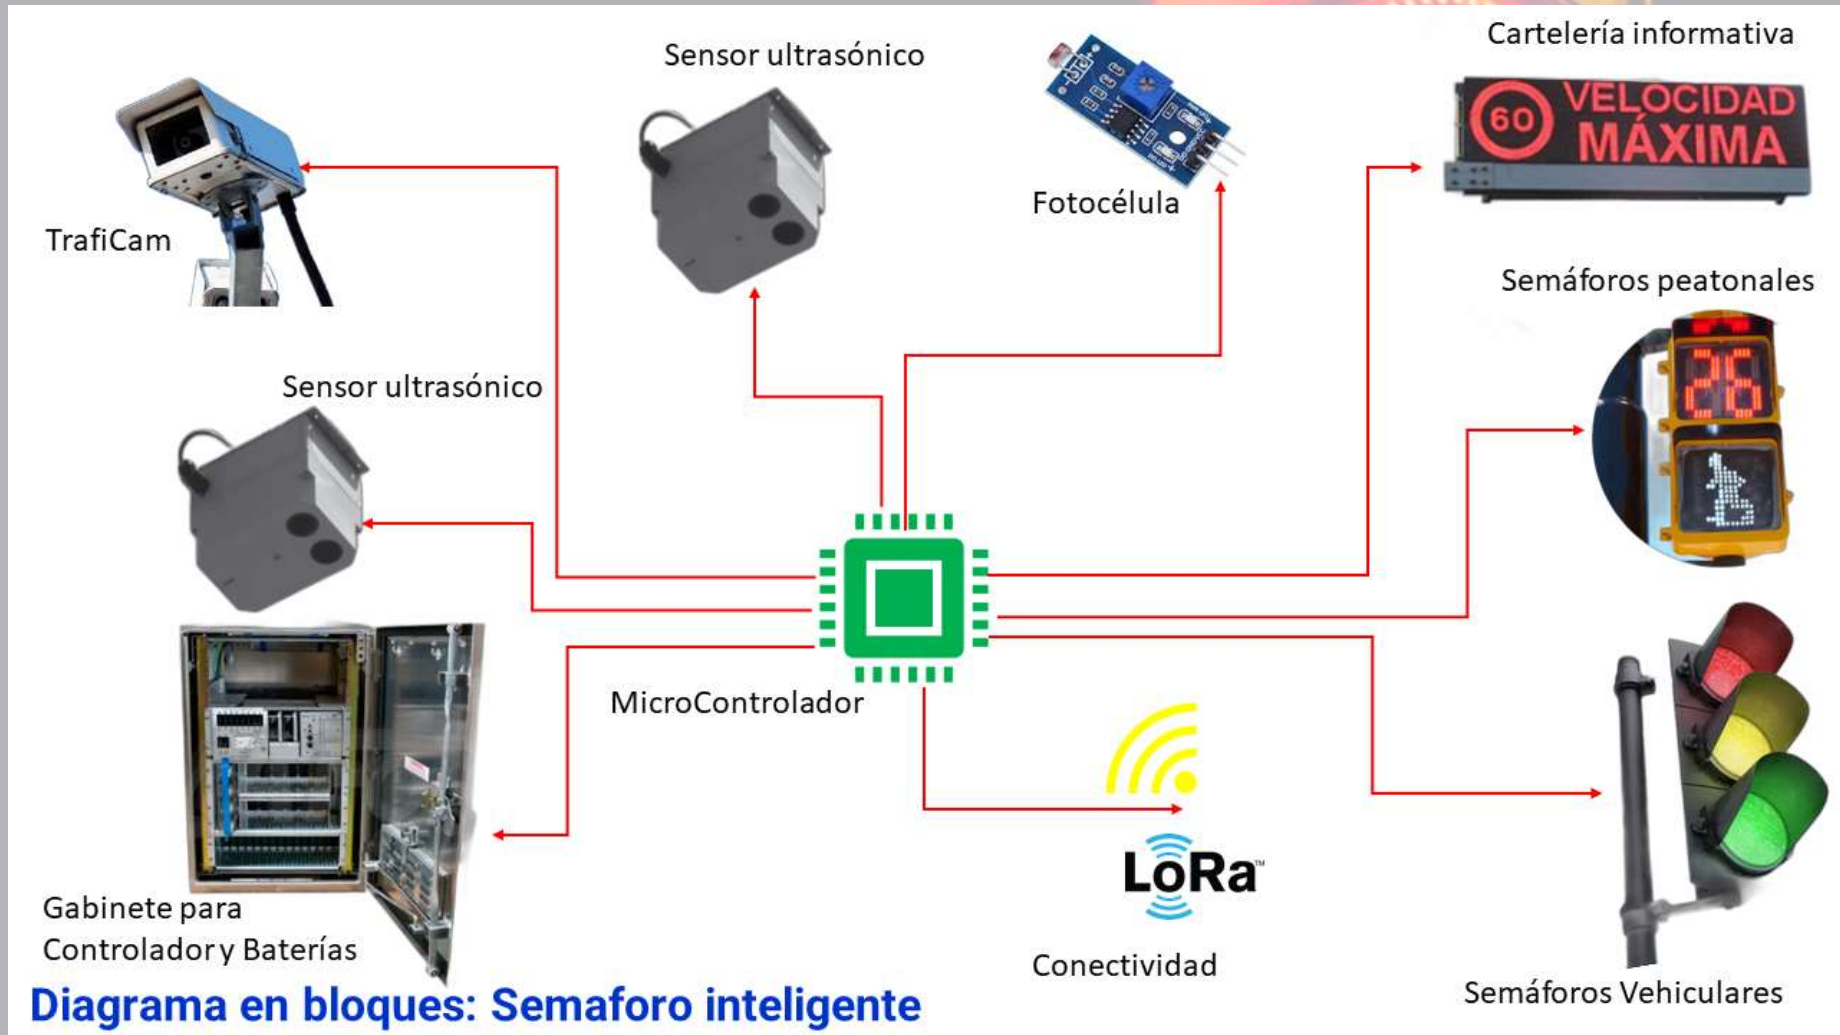 Sensor ultrasónico
Cartelería informativa
60 VELOCIDAD
MÁXIMA
TrafiCam
Fotocélula
Semáforos peatonales
26
Sensor ultrasónico
MicroControlador
LoRa™
Gabinete para
Controlador y Baterías
Conectividad
Semáforos Vehiculares
Diagrama en bloques: Semaforo inteligente